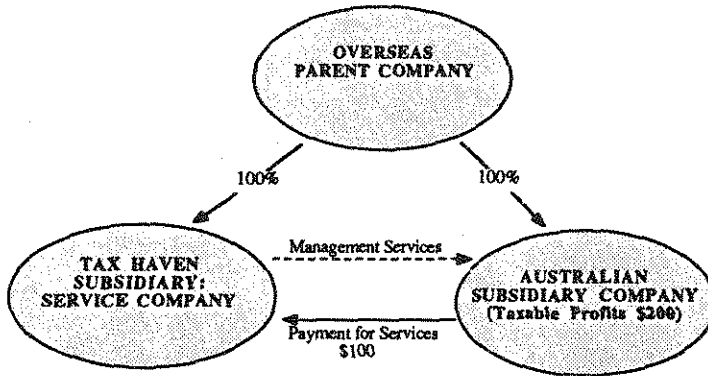 OVERSEAS
PARENT COMPANY
100%
100%
TAX HAVEN
SUBSIDIARY:
SERVICE COMPANY
Management Services
Payment for Services
$100
AUSTRALIAN
SUBSIDIARY COMPANY
(Taxable Profits $200)